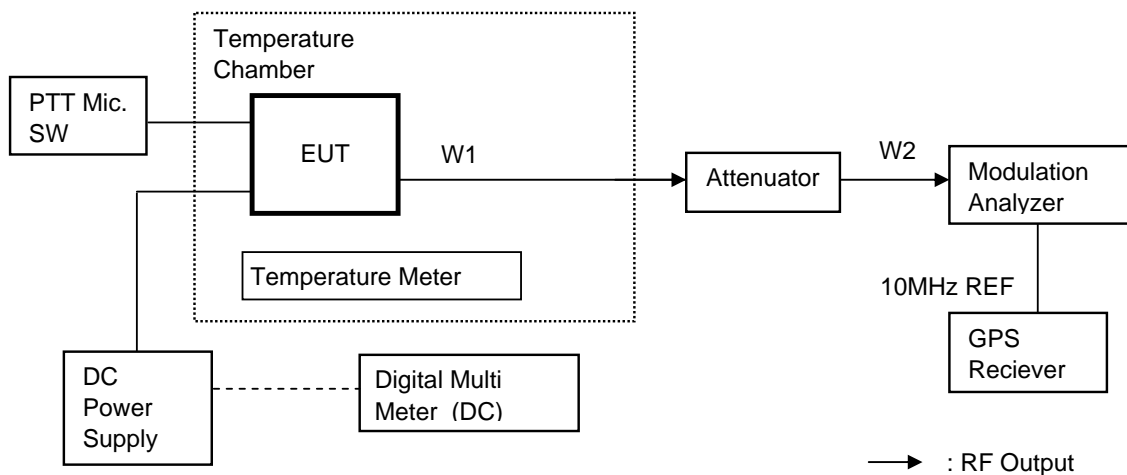 Temperature
Chamber
PTT Mic.
SW
EUT
W1
Attenuator
W2
Modulation
Analyzer
Temperature Meter
10MHz REF
GPS
Reciever
DC
Power
Supply
Digital Multi
Meter (DC)
: RF Output